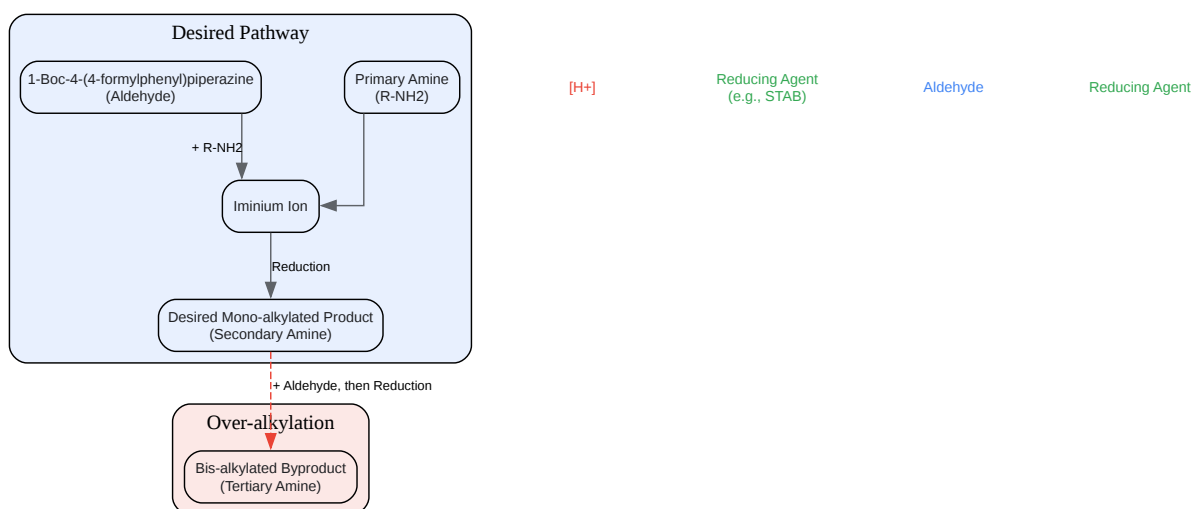 Desired Pathway
1-Boc-4-(4-formylphenyl)piperazine
(Aldehyde)
Primary Amine
(R-NH2)
[H+]
Reducing Agent
(e.g., STAB)
Aldehyde
Reducing Agent
+ R-NH2
Iminium Ion
Reduction
Desired Mono-alkylated Product
(Secondary Amine)
+ Aldehyde, then Reduction
Over-alkylation
Bis-alkylated Byproduct
(Tertiary Amine)